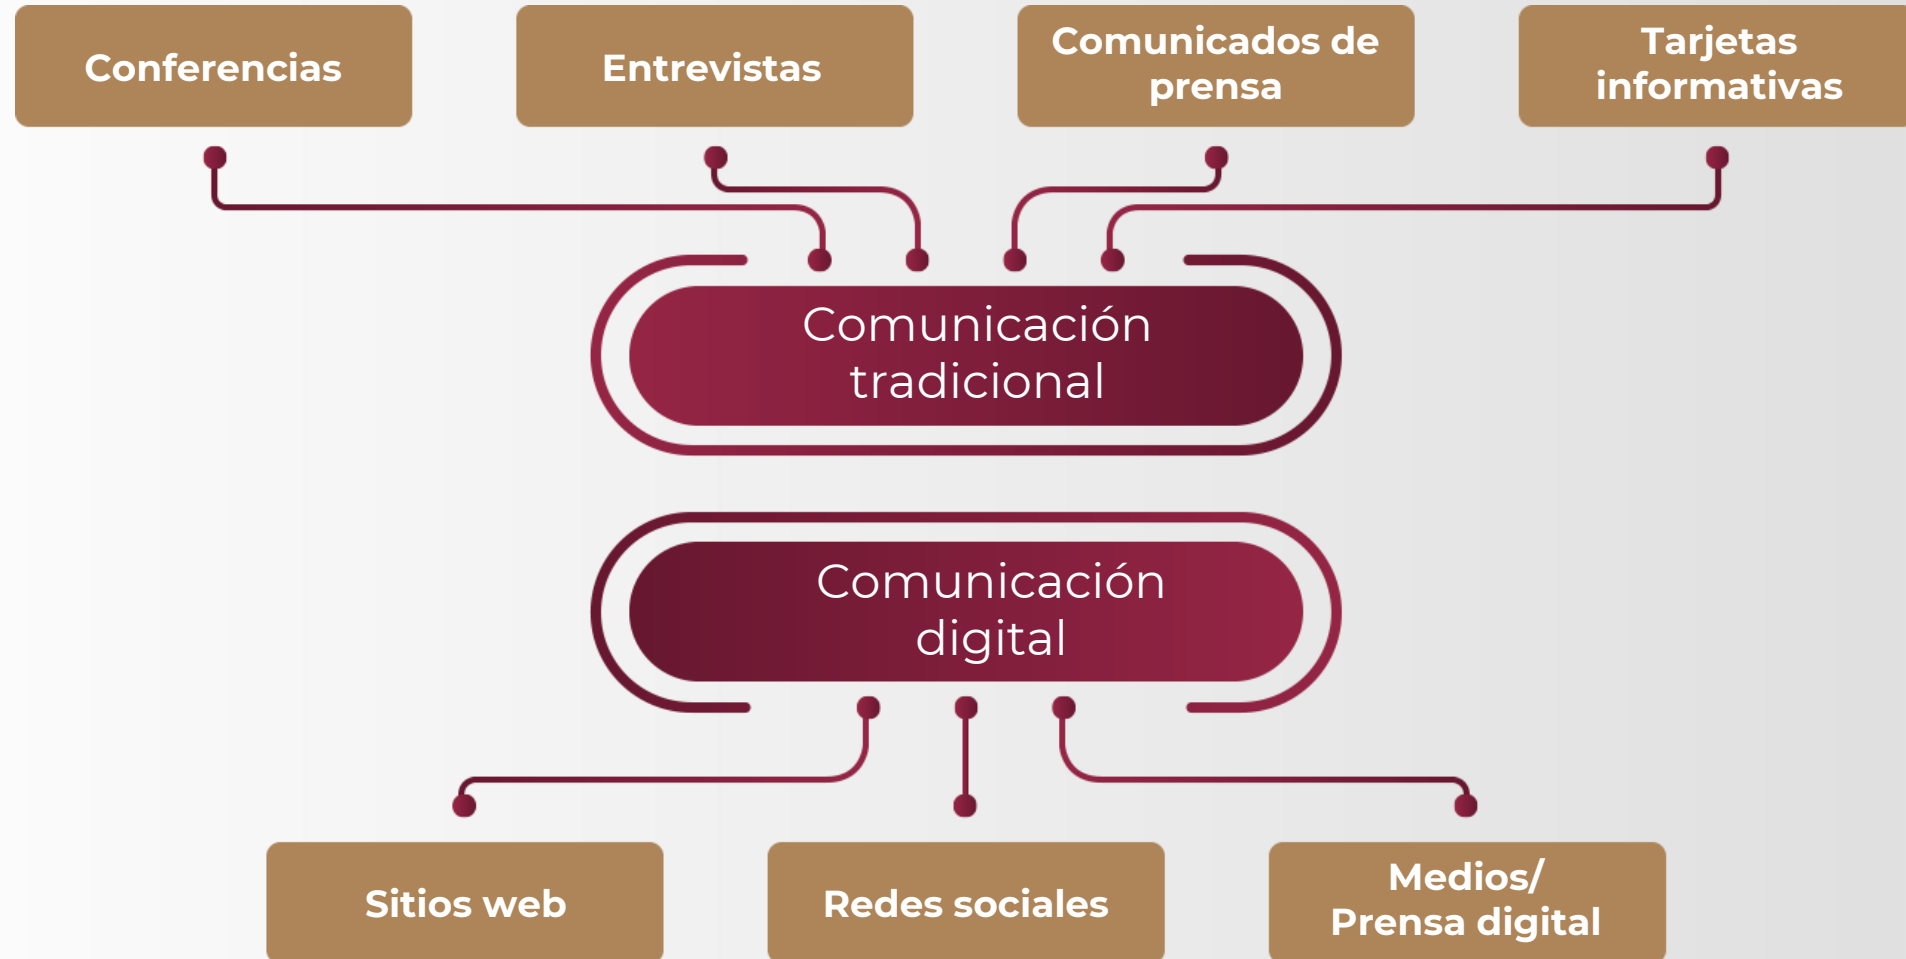 Conferencias
Entrevistas
Comunicados de
prensa
Tarjetas
informativas
Comunicación
tradicional
Comunicación
digital
Sitios web
Redes sociales
Medios/
Prensa digital